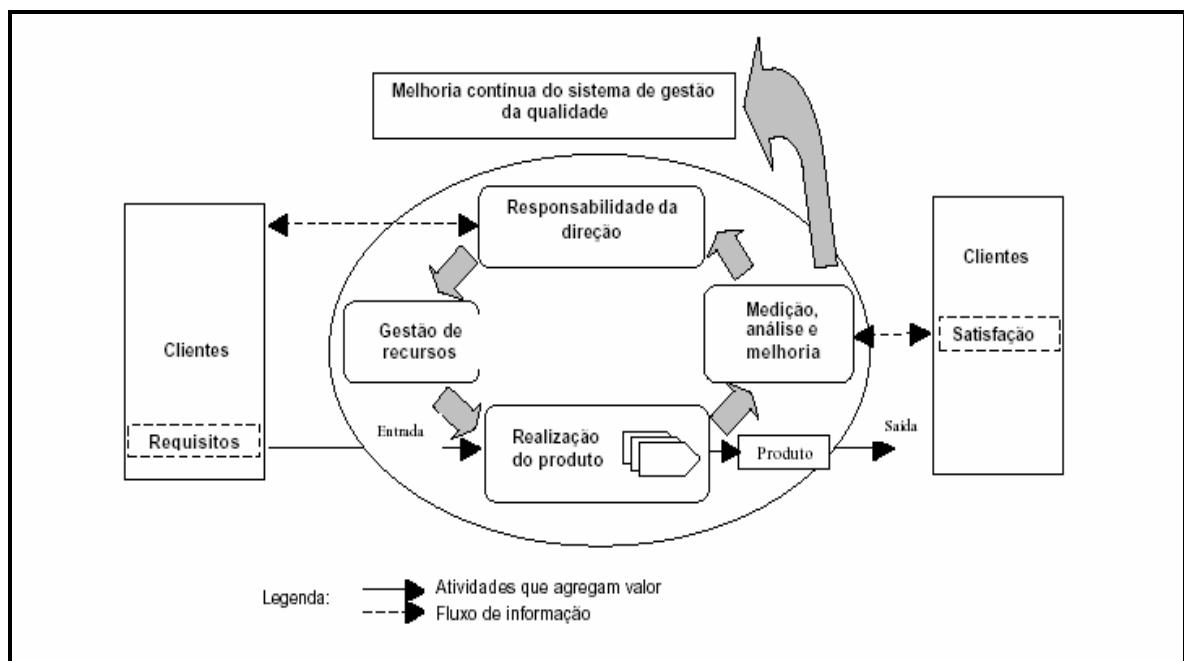 Melhoria contínua do sistema de gestão
da qualidade
Responsabilidade da
direção
Clientes
Requisitos
Gestão de
recursos
Entrada
Realização
do produto
Produto
Medição,
análise e
melhoria
Saída
Clientes
Satisfação
Legenda:
Atividades que agregam valor
Fluxo de informação